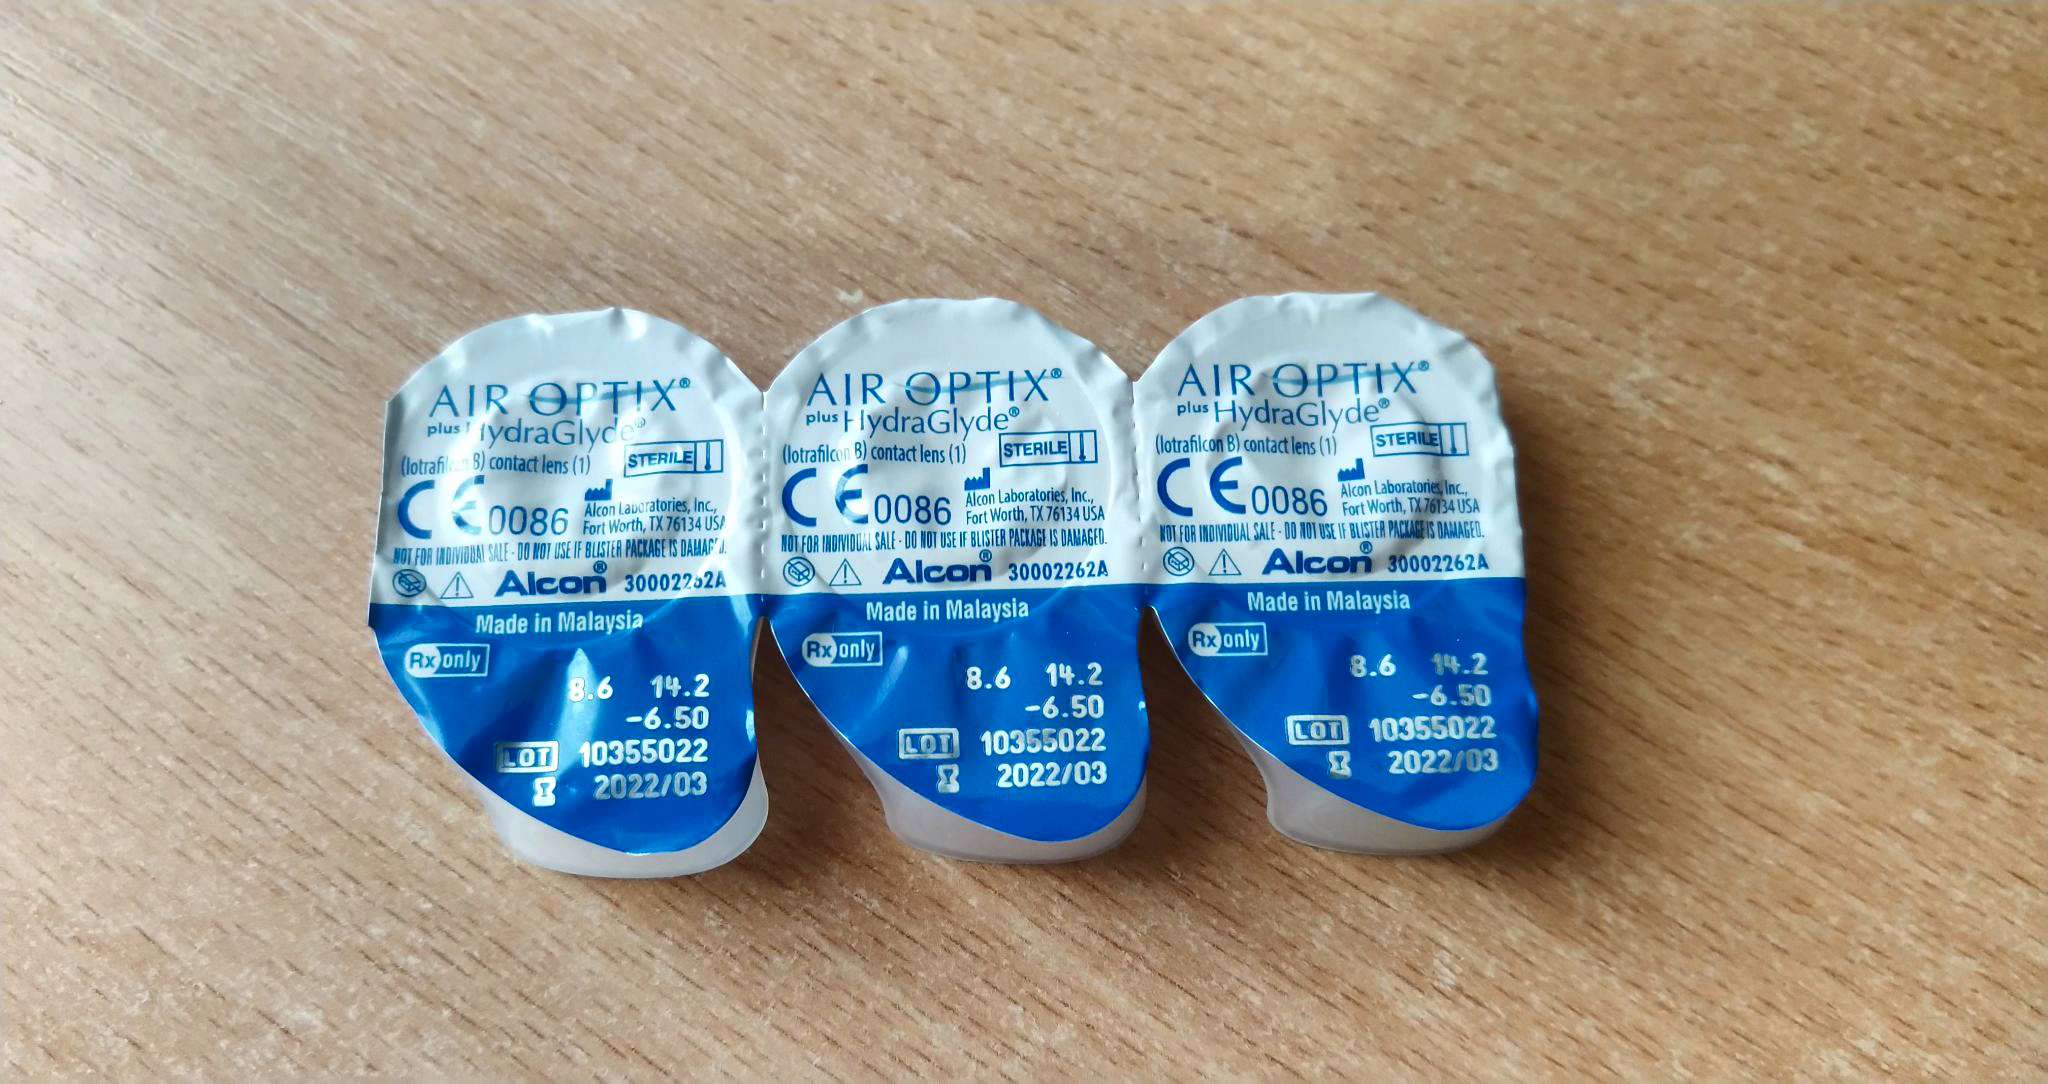 AIR OPTIX®
plus HydraGlyde®
(lotrafilcon B) contact lens (1)
STERILE
CE 0086
Alcon Laboratories, Inc.,
Fort Worth, TX 76134 USA
NOT FOR INDIVIDUAL SALE - DO NOT USE IF BLISTER PACKAGE IS DAMAGED.
Alcon® 30002262A
Made in Malaysia
Rx only
8.6 14.2
-6.50
LOT 10355022
2022/03
AIR OPTIX®
plus HydraGlyde®
(lotrafilcon B) contact lens (1)
STERILE
CE 0086
Alcon Laboratories, Inc.,
Fort Worth, TX 76134 USA
NOT FOR INDIVIDUAL SALE - DO NOT USE IF BLISTER PACKAGE IS DAMAGED.
Alcon® 30002262A
Made in Malaysia
Rx only
8.6 14.2
-6.50
LOT 10355022
2022/03
AIR OPTIX®
plus HydraGlyde®
(lotrafilcon B) contact lens (1)
STERILE
CE 0086
Alcon Laboratories, Inc.,
Fort Worth, TX 76134 USA
NOT FOR INDIVIDUAL SALE - DO NOT USE IF BLISTER PACKAGE IS DAMAGED.
Alcon® 30002262A
Made in Malaysia
Rx only
8.6 14.2
-6.50
LOT 10355022
2022/03